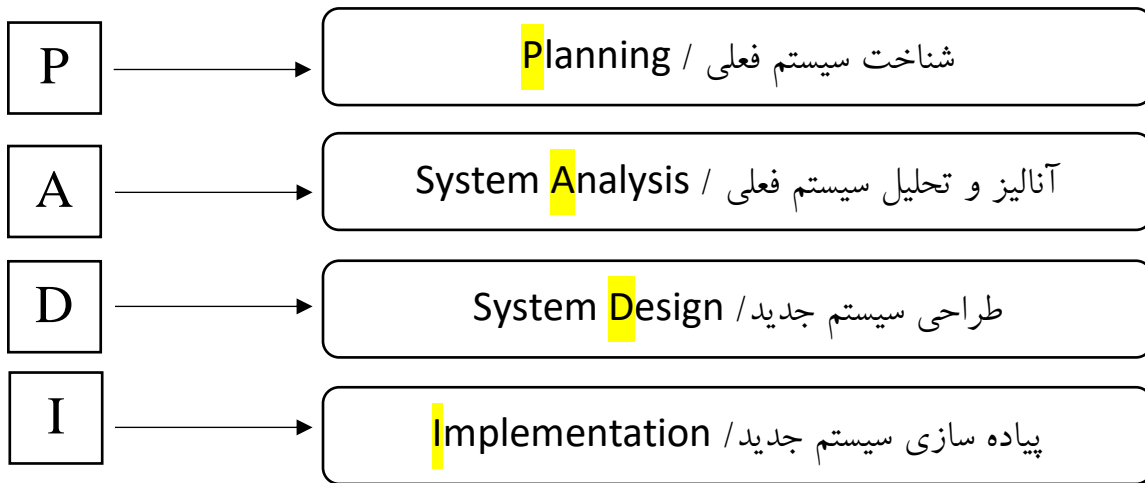 P
شناخت سیستم فعلی / Planning
A
آنالیز و تحلیل سیستم فعلی / System Analysis
D
طراحی سیستم جدید/ System Design
I
پیاده سازی سیستم جدید/ Implementation